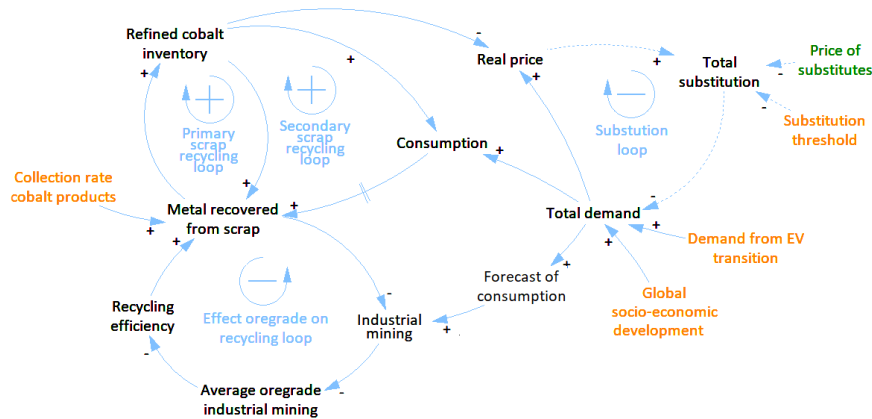 Refined cobalt
inventory
-
+
Real price
+
Total
substitution
-
Price of
substitutes
+
+
+
-
Substitution
threshold
Primary
scrap
recycling
loop
Secondary
scrap
recycling
loop
Substution
loop
Consumption
+
Collection rate
cobalt products
+
+
-
Metal recovered
from scrap
Total demand
+
+
+
+
Demand from EV
transition
+
Forecast of
consumption
Global
socio-economic
development
-
Recycling
efficiency
Effect oregrade on
recycling loop
Industrial
mining
+
-
Average oregrade
industrial mining
-